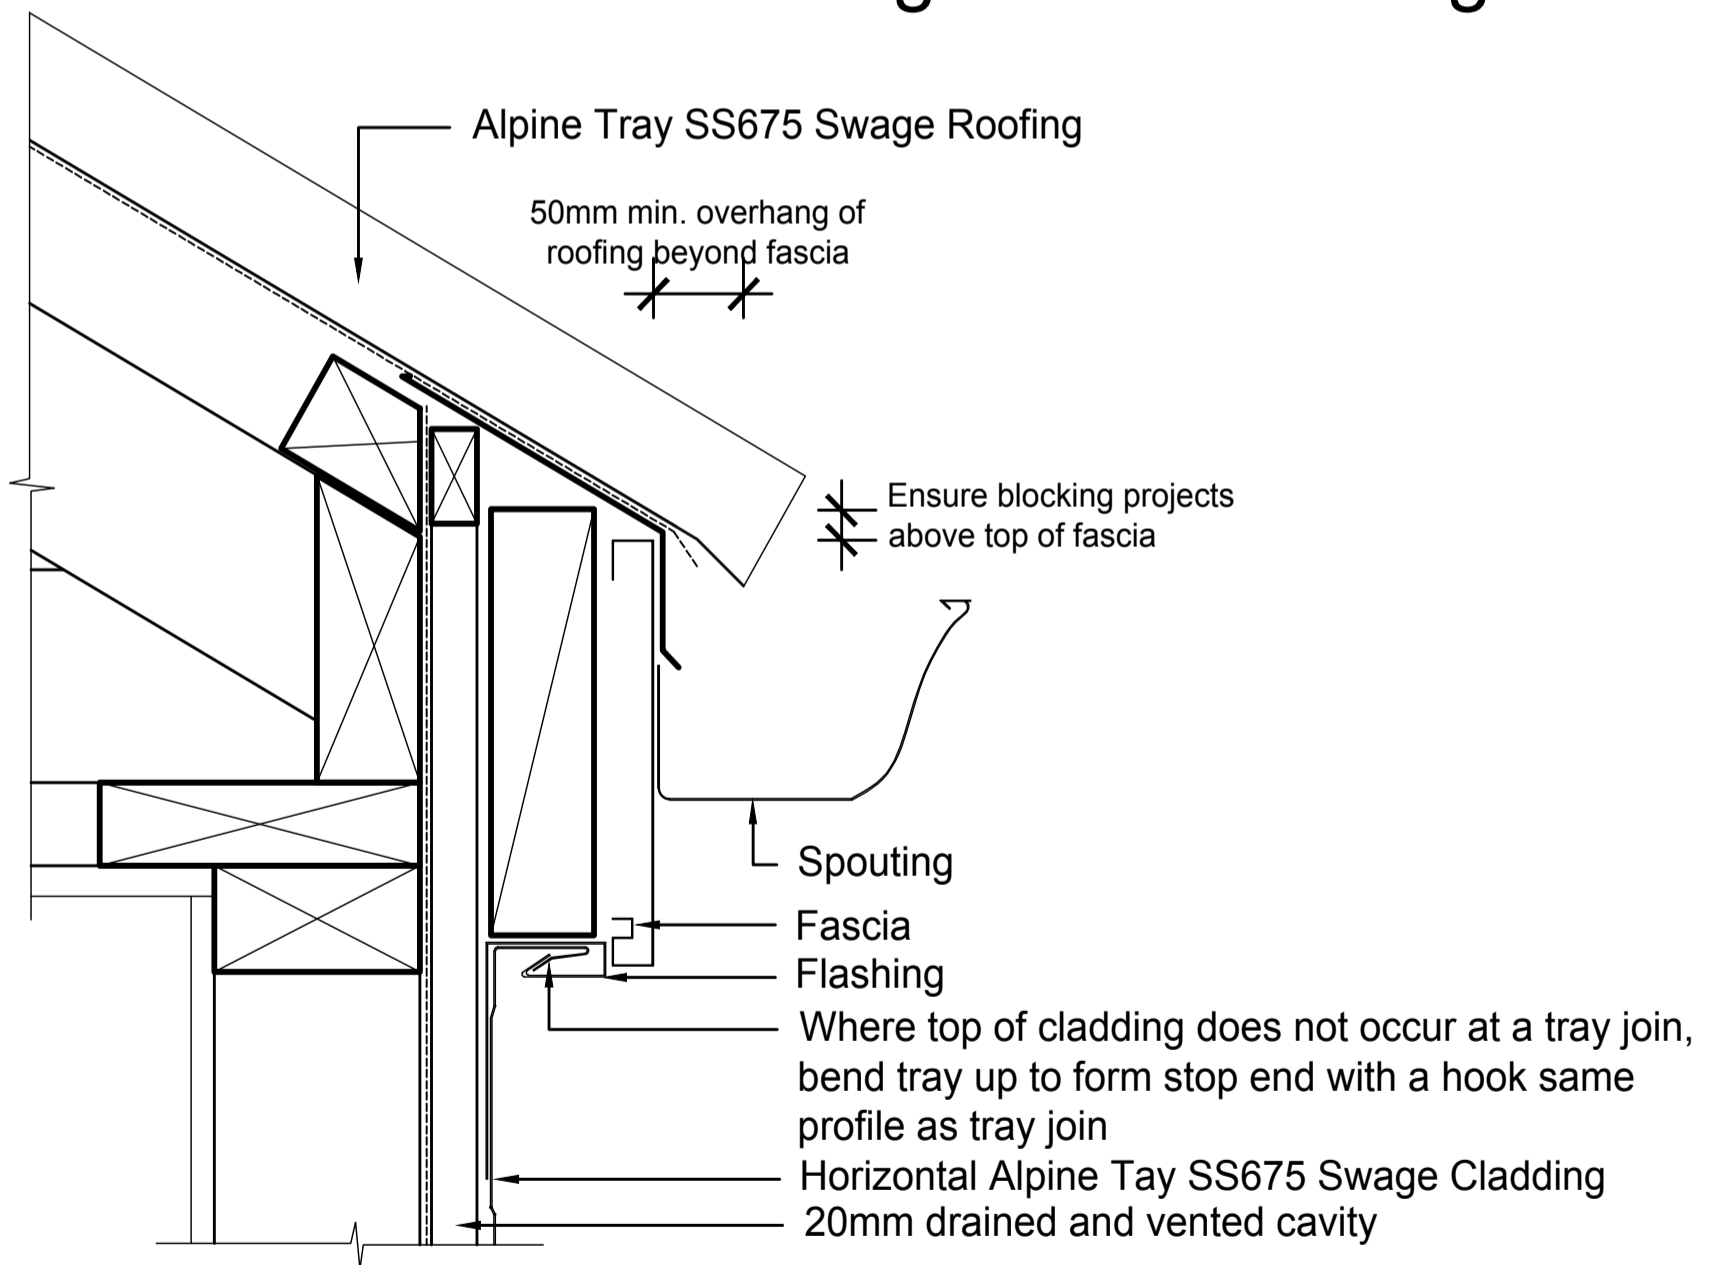 Alpine Tray SS675 Swage Roofing
50mm min. overhang of
roofing beyond fascia
Ensure blocking projects
above top of fascia
Spouting
Fascia
Flashing
Where top of cladding does not occur at a tray join,
bend tray up to form stop end with a hook same
profile as tray join
Horizontal Alpine Tay SS675 Swage Cladding
20mm drained and vented cavity